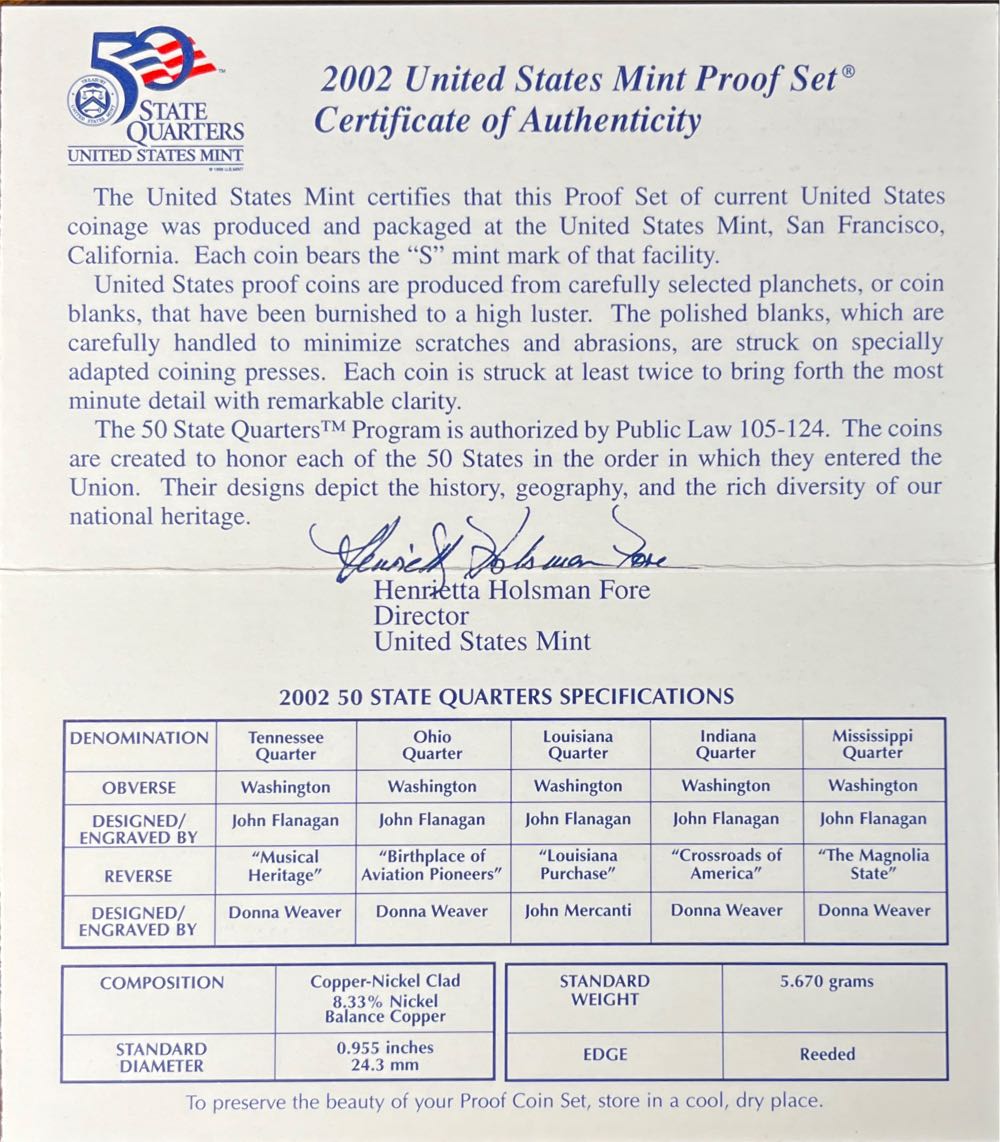 50
STATE
QUARTERS
UNITED STATES MINT
2002 United States Mint Proof Set®
Certificate of Authenticity
The United States Mint certifies that this Proof Set of current United States
coinage was produced and packaged at the United States Mint, San Francisco,
California. Each coin bears the “S” mint mark of that facility.
United States proof coins are produced from carefully selected planchets, or coin
blanks, that have been burnished to a high luster. The polished blanks, which are
carefully handled to minimize scratches and abrasions, are struck on specially
adapted coining presses. Each coin is struck at least twice to bring forth the most
minute detail with remarkable clarity.
The 50 State Quarters™ Program is authorized by Public Law 105-124. The coins
are created to honor each of the 50 States in the order in which they entered the
Union. Their designs depict the history, geography, and the rich diversity of our
national heritage.
Henrietta Holsman Fore
Henrietta Holsman Fore
Director
United States Mint
2002 50 STATE QUARTERS SPECIFICATIONS
DENOMINATION Tennessee Quarter Ohio Quarter Louisiana Quarter Indiana Quarter Mississippi Quarter
OBVERSE Washington Washington Washington Washington Washington
DESIGNED/ ENGRAVED BY John Flanagan John Flanagan John Flanagan John Flanagan John Flanagan
REVERSE “Musical Heritage” “Birthplace of Aviation Pioneers” “Louisiana Purchase” “Crossroads of America” “The Magnolia State”
DESIGNED/ ENGRAVED BY Donna Weaver Donna Weaver John Mercanti Donna Weaver Donna Weaver
COMPOSITION Copper-Nickel Clad 8.33% Nickel Balance Copper
STANDARD DIAMETER 0.955 inches 24.3 mm
STANDARD WEIGHT 5.670 grams
EDGE Reeded
To preserve the beauty of your Proof Coin Set, store in a cool, dry place.